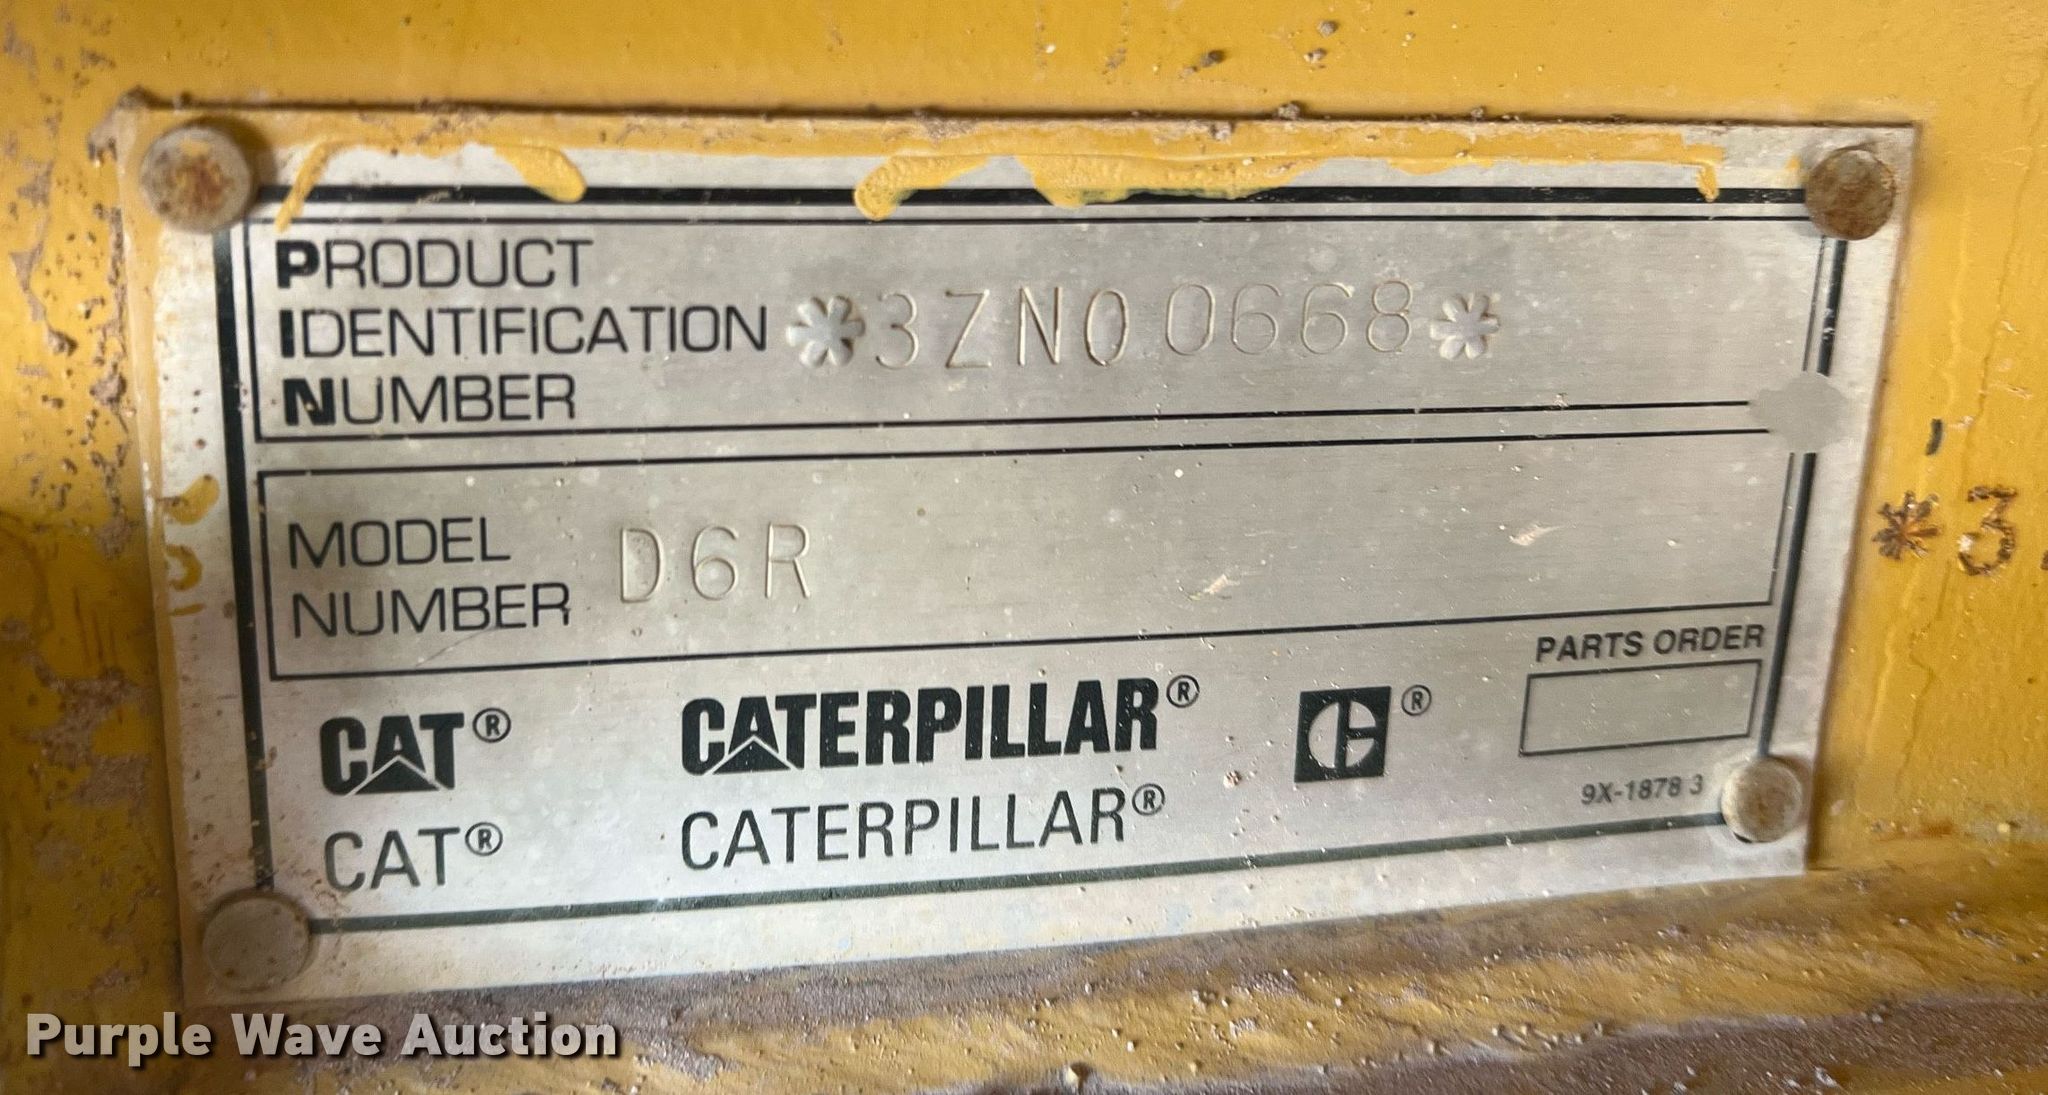 PRODUCT
IDENTIFICATION *3ZN00668*
NUMBER
MODEL
NUMBER D6R
PARTS ORDER
CAT® CATERPILLAR® ®
CAT® CATERPILLAR®
9X-1878 3
*3
Purple Wave Auction